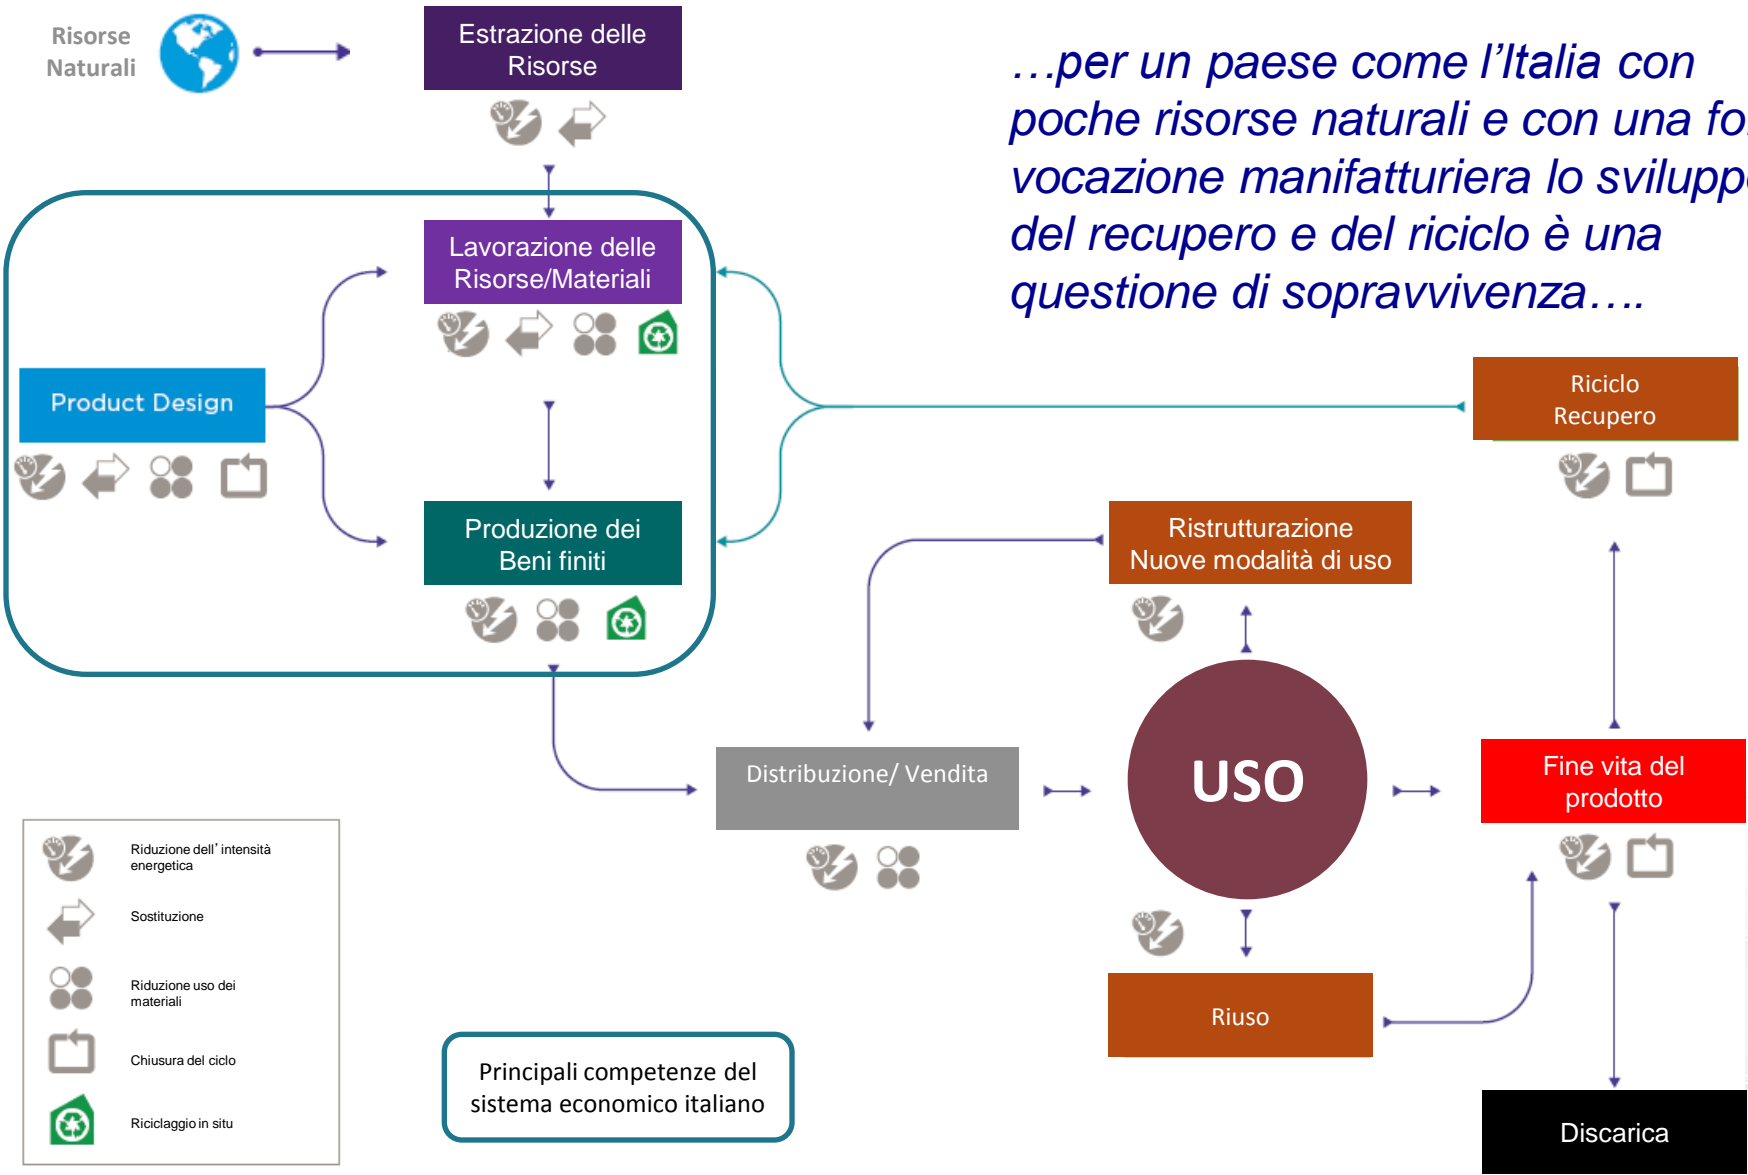 Risorse
Naturali
Estrazione delle
Risorse
…per un paese come l’Italia con
poche risorse naturali e con una
vocazione manifatturiera lo
del recupero e del riciclo è una
questione di sopravvivenza….
Lavorazione delle
Risorse/Materiali
Product Design
Riciclo
Recupero
Produzione dei
Beni finiti
Ristrutturazione
Nuove modalità di uso
Distribuzione/ Vendita
USO
Fine vita del
prodotto
Riduzione dell’ intensità
energetica
Sostituzione
Riduzione uso dei
materiali
Chiusura del ciclo
Riciclaggio in situ
Riuso
Principali competenze del
sistema economico italiano
Discarica